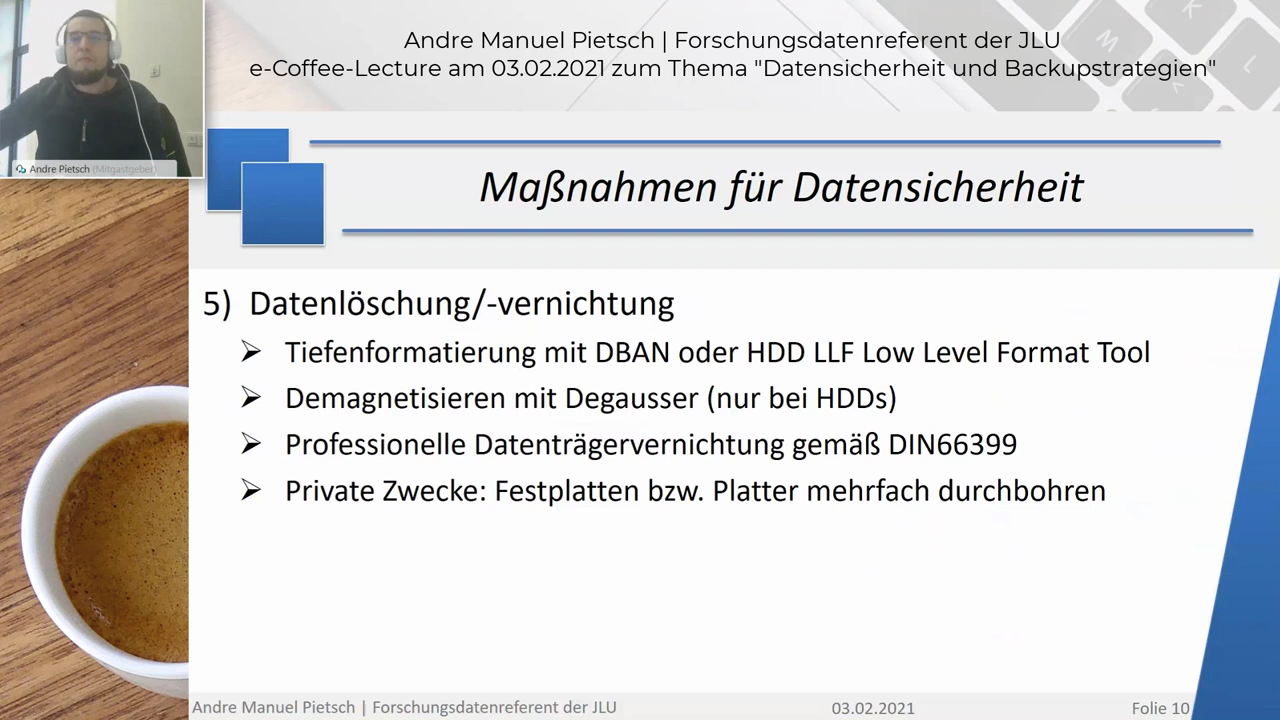 Andre Manuel Pietsch | Forschungsdatenreferent der JLU
e-Coffee-Lecture am 03.02.2021 zum Thema "Datensicherheit und Backupstrategien"
K
M
L
Andre Pietsch (Mitgastgeber)
Maßnahmen für Datensicherheit
5) Datenlöschung/-vernichtung
➢ Tiefenformatierung mit DBAN oder HDD LLF Low Level Format Tool
➢ Demagnetisieren mit Degausser (nur bei HDDs)
➢ Professionelle Datenträgervernichtung gemäß DIN66399
➢ Private Zwecke: Festplatten bzw. Platter mehrfach durchbohren
Andre Manuel Pietsch | Forschungsdatenreferent der JLU 03.02.2021 Folie 10